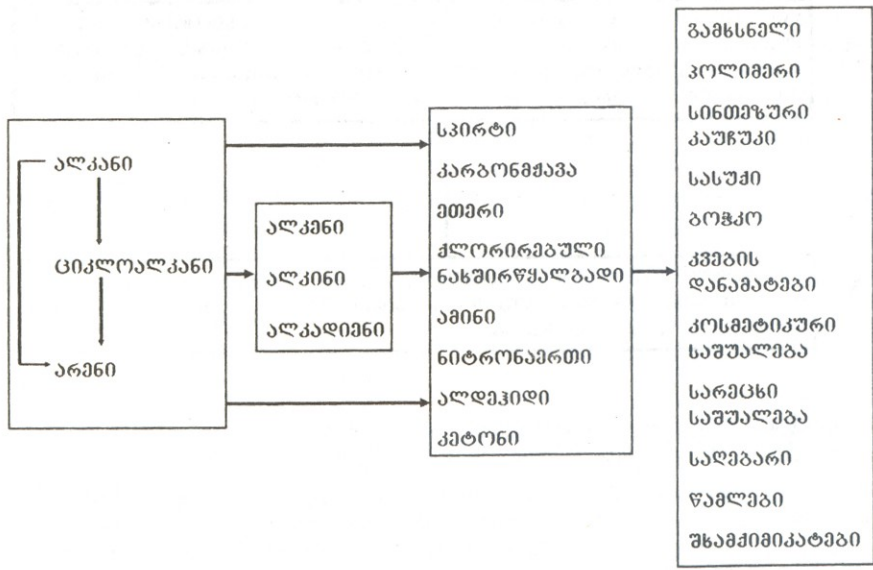 ალკანი
ციკლოალკანი
არენი
ალკენი
ალკინი
ალკადიენი
სპირტი
კარბონმჟავა
ეთერი
ქლორირებული
ნახშირწყალბადი
ამინი
ნიტრონაერთი
ალდეჰიდი
კეტონი
გამხსნელი
პოლიმერი
სინთეზური
კაუჩუკი
სასუქი
ბოჭკო
კვების
დანამატები
კოსმეტიკური
საშუალება
სარეცხი
საშუალება
საღებარი
წამლები
შხამქიმიკატები